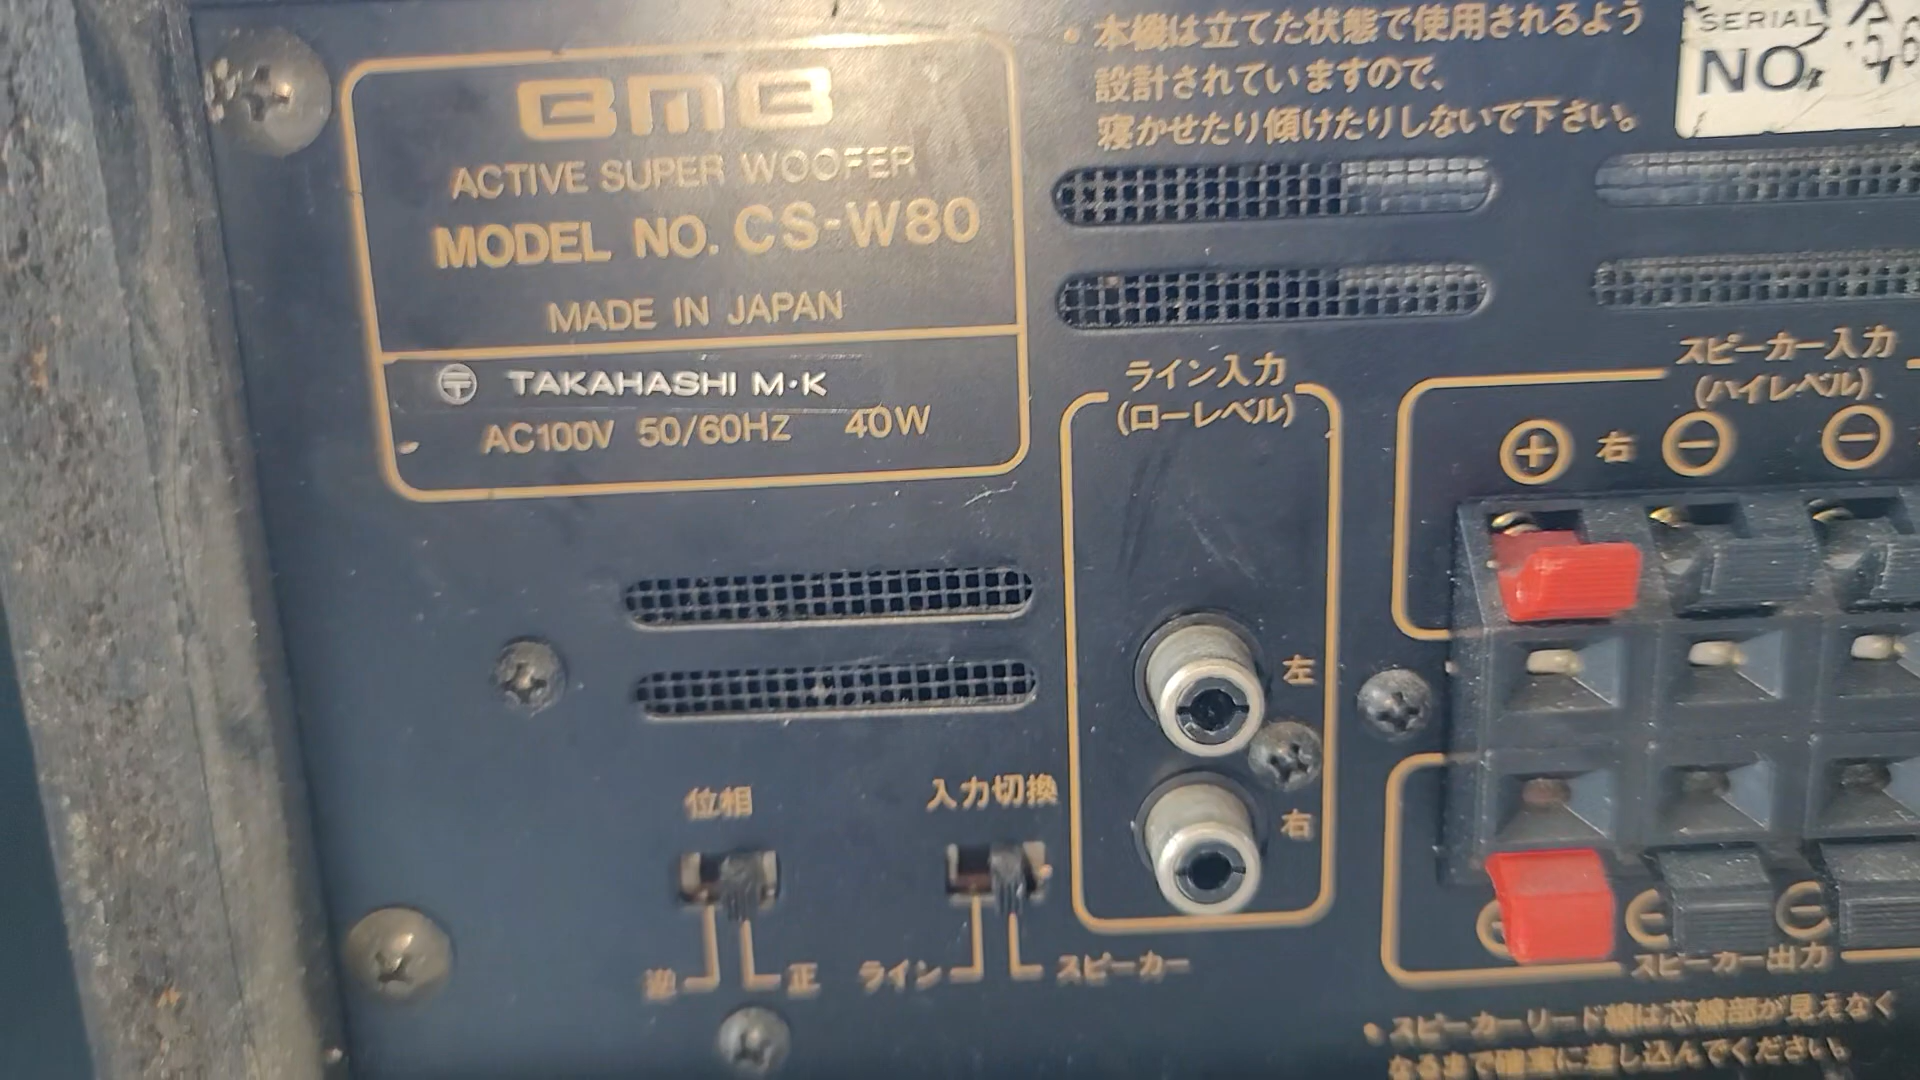 BMB
ACTIVE SUPER WOOFER
MODEL NO. CS-W80
MADE IN JAPAN
TAKAHASHI M·K
AC100V 50/60Hz 40W
• 本機は立てた状態で使用されるよう
設計されていますので、
寝かせたり傾けたりしないで下さい。
SERIAL
NO.
ライン入力
(ローレベル)
左
右
スピーカー入力
(ハイレベル)
⊕ 右 ⊖ ⊖
位相
逆 正
入力切換
ライン スピーカー
スピーカー出力
• スピーカーリード線は芯線部が見えなく
なるまで確実に差し込んでください。